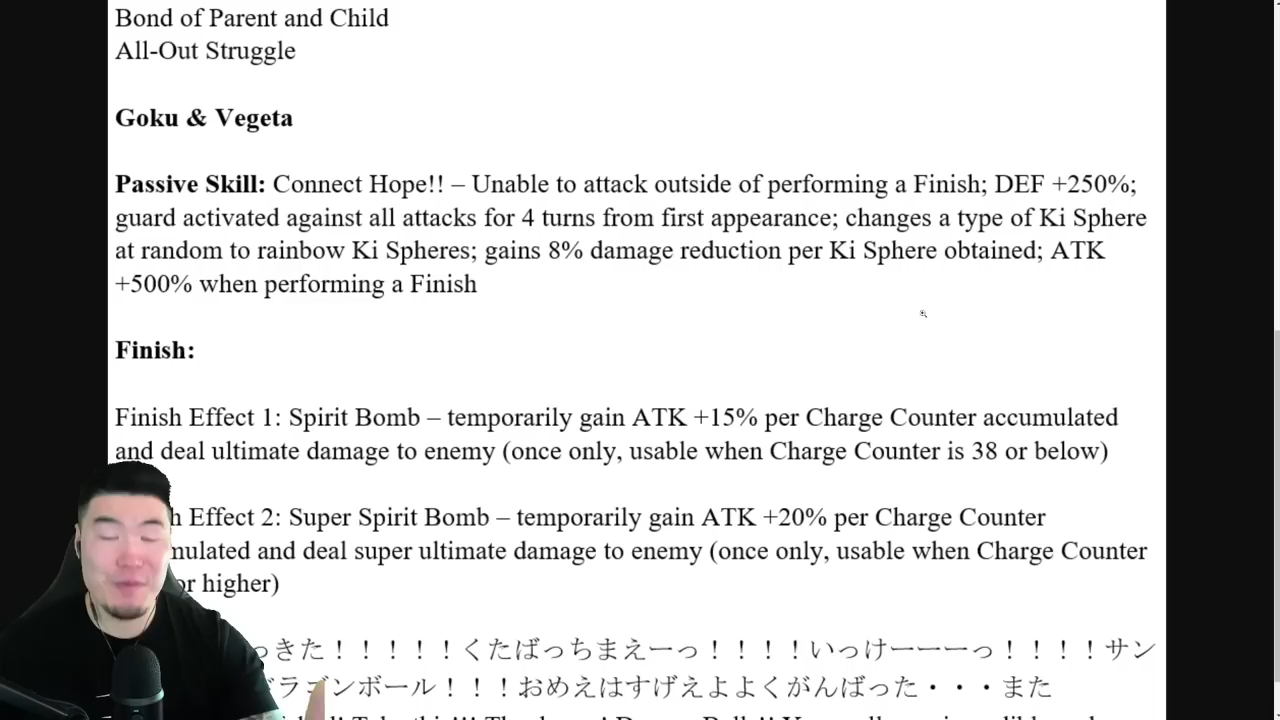 Bond of Parent and Child
All-Out Struggle
Goku & Vegeta
Passive Skill: Connect Hope!! – Unable to attack outside of performing a Finish; DEF +250%;
guard activated against all attacks for 4 turns from first appearance; changes a type of Ki Sphere
at random to rainbow Ki Spheres; gains 8% damage reduction per Ki Sphere obtained; ATK
+500% when performing a Finish
Finish:
Finish Effect 1: Spirit Bomb – temporarily gain ATK +15% per Charge Counter accumulated
and deal ultimate damage to enemy (once only, usable when Charge Counter is 38 or below)
Effect 2: Super Spirit Bomb – temporarily gain ATK +20% per Charge Counter
and deal super ultimate damage to enemy (once only, usable when Charge Counter
or higher)
っきた！！！！！くたばっちまえーっ！！！！いっけーーーっ！！！！サン
ドラゴンボール！！！おめえはすげえよよくがんばった・・・また